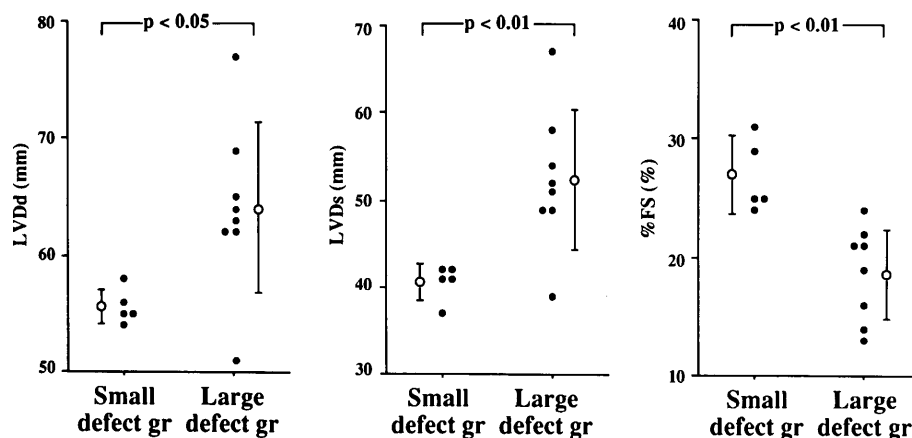 p < 0.05
80
70
60
50
LVDd (mm)
Small
defect gr
Large
defect gr
p < 0.01
70
60
50
40
30
LVDs (mm)
Small
defect gr
Large
defect gr
p < 0.01
40
30
20
10
%FS (%)
Small
defect gr
Large
defect gr